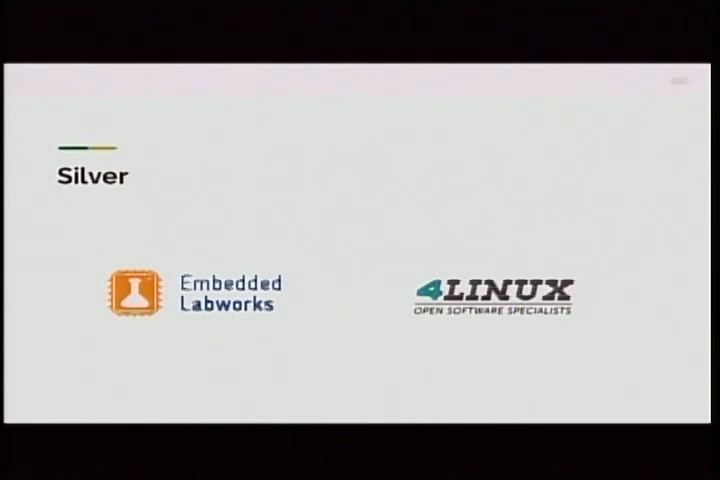 Silver
Embedded
Labworks
4LINUX
OPEN SOFTWARE SPECIALISTS